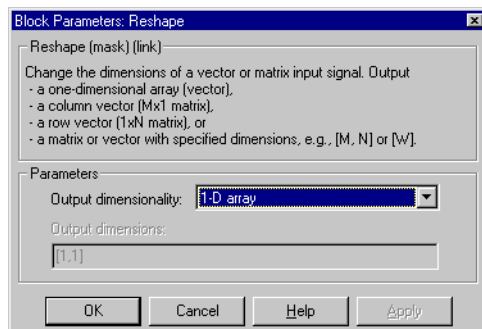 Block Parameters: Reshape
Reshape (mask) (link)
Change the dimensions of a vector or matrix input signal. Output
- a one-dimensional array (vector),
- a column vector (Mx1 matrix),
- a row vector (1xN matrix), or
- a matrix or vector with specified dimensions, e.g., [M, N] or [W].
Parameters
Output dimensionality: 1-D array
Output dimensions:
[1,1]
OK Cancel Help Apply